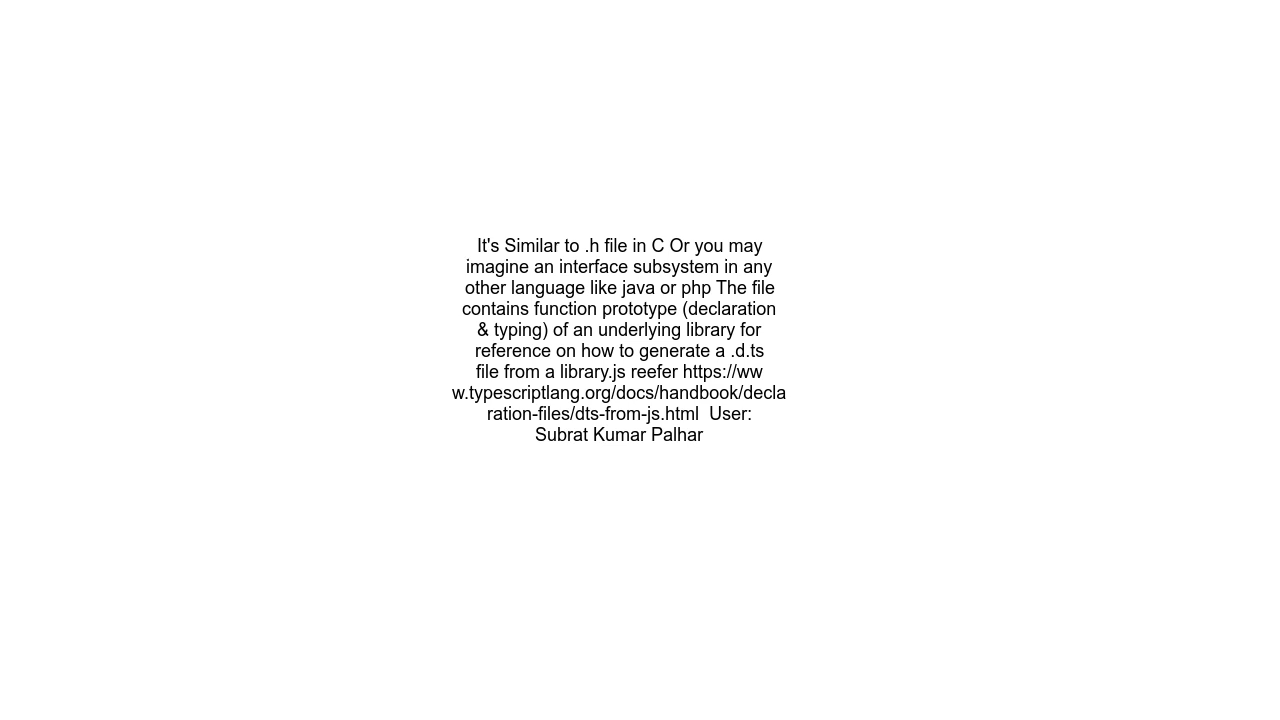 It's Similar to .h file in C Or you may
imagine an interface subsystem in any
other language like java or php The file
contains function prototype (declaration
& typing) of an underlying library for
reference on how to generate a .d.ts
file from a library.js reefer https://ww
w.typescriptlang.org/docs/handbook/decla
ration-files/dts-from-js.html  User:
Subrat Kumar Palhar